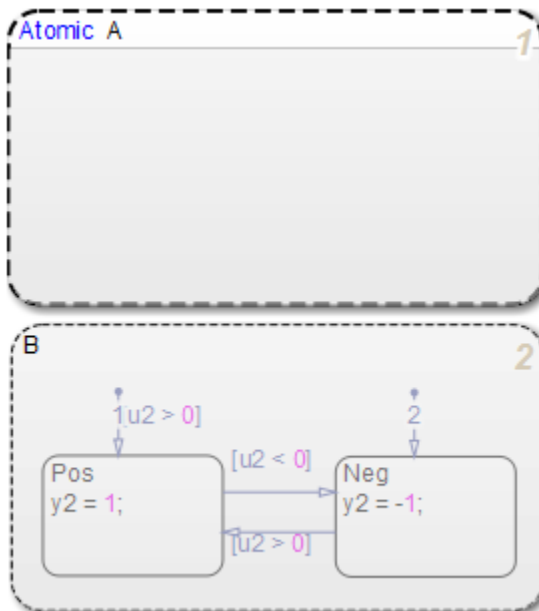 Atomic A
1
B
2
1[u2 > 0]
2
[u2 < 0]
Pos
y2 = 1;
Neg
y2 = -1;
[u2 > 0]